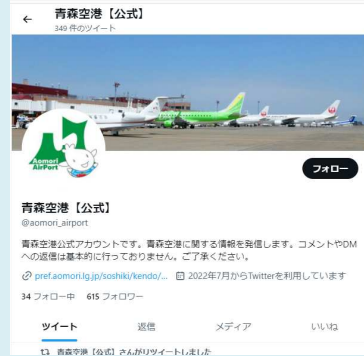 青森空港【公式】
349 件のツイート
Aomori
AirPort
フォロー
青森空港【公式】
@aomori_airport
青森空港公式アカウントです。青森空港に関する情報を発信します。コメントやDM
への返信は基本的に行っておりません。ご了承ください。
pref.aomori.lg.jp/soshiki/kendo/... 2022年7月からTwitterを利用しています
34 フォロー中 615 フォロワー
ツイート 返信 メディア いいね
青森空港【公式】さんがリツイートしました